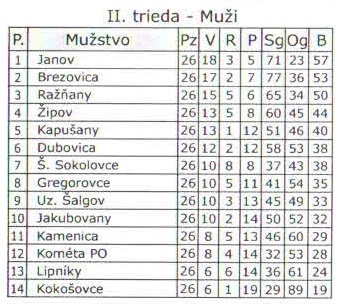 II. trieda - Muži
P. Mužstvo Pz V R P Sg Og B
1 Janov 26 18 3 5 71 23 57
2 Brezovica 26 17 2 7 77 36 53
3 Ražňany 26 15 5 6 65 34 50
4 Žipov 26 13 5 8 60 45 44
5 Kapušany 26 13 1 12 51 46 40
6 Dubovica 26 12 2 12 58 53 38
7 Š. Sokolovce 26 10 8 8 37 43 38
8 Gregorovce 26 10 5 11 41 54 35
9 Uz. Šalgov 26 10 3 13 45 49 33
10 Jakubovany 26 10 2 14 50 52 32
11 Kamenica 26 8 5 13 46 60 29
12 Kométa PO 26 8 4 14 32 53 28
13 Lipníky 26 6 6 14 36 61 24
14 Kokošovce 26 6 1 19 29 89 19